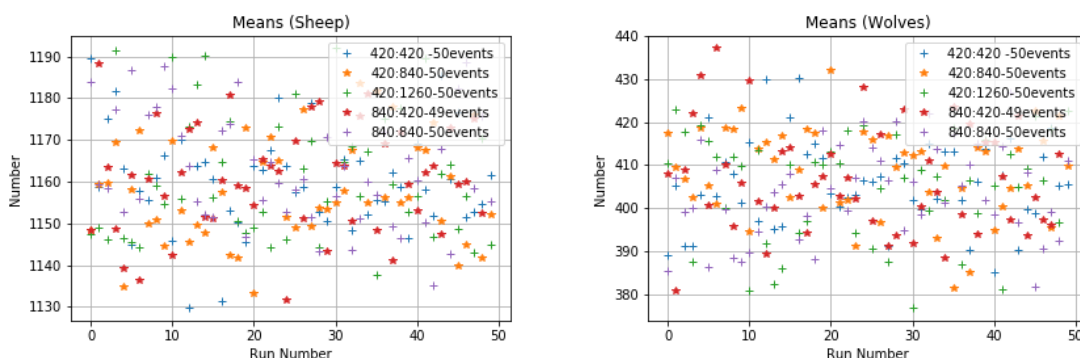 Means (Sheep)
Number
1190
1180
1170
1160
1150
1140
1130
0 10 20 30 40 50
Run Number
420:420 -50events
420:840-50events
420:1260-50events
840:420-49events
840:840-50events
Means (Wolves)
Number
440
430
420
410
400
390
380
0 10 20 30 40 50
Run Number
420:420 -50events
420:840-50events
420:1260-50events
840:420-49events
840:840-50events